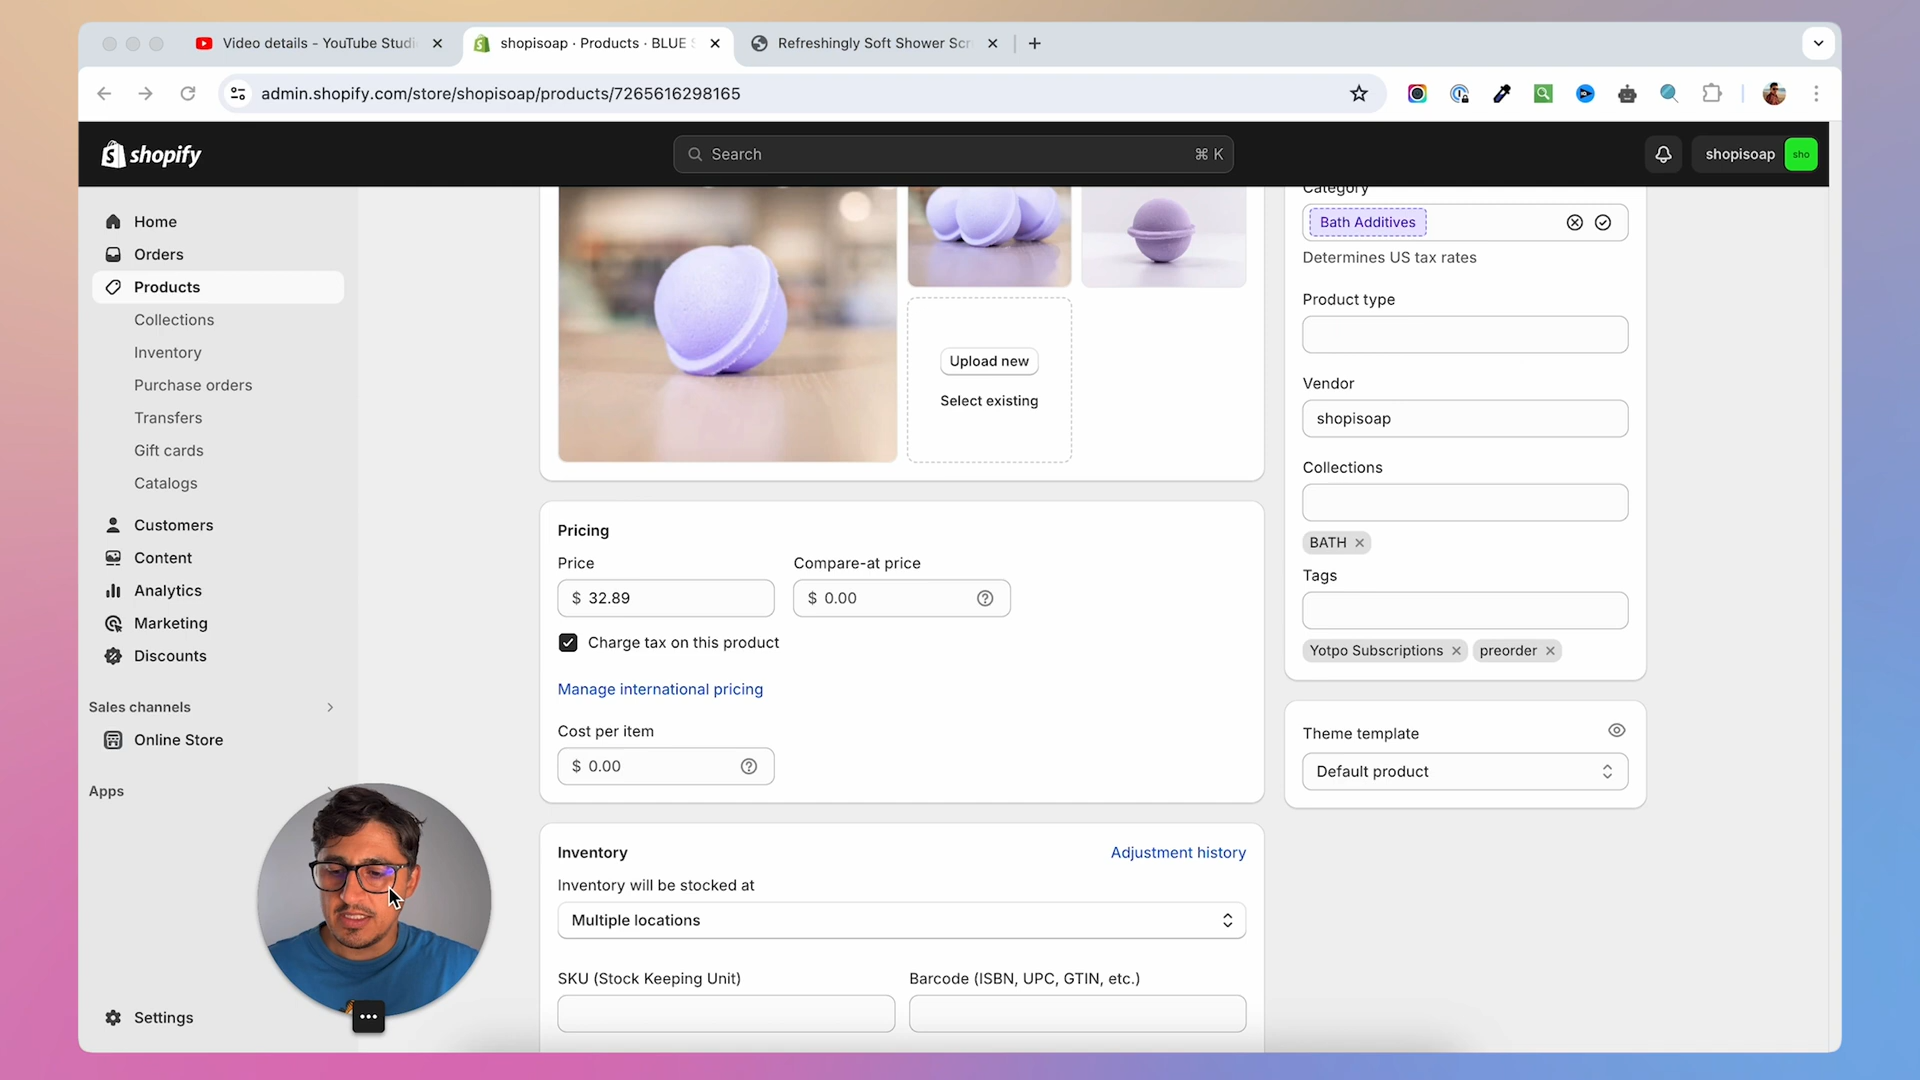 Video details - YouTube Studi
shopisoap · Products · BLUE S
Refreshingly Soft Shower Scr
admin.shopify.com/store/shopisoap/products/7265616298165
shopify
Search
⌘ K
shopisoap
sho
Home
Orders
Products
Collections
Inventory
Purchase orders
Transfers
Gift cards
Catalogs
Customers
Content
Analytics
Marketing
Discounts
Sales channels
Online Store
Apps
Settings
Upload new
Select existing
Pricing
Price
Compare-at price
$ 32.89
$ 0.00
Charge tax on this product
Manage international pricing
Cost per item
$ 0.00
Inventory
Adjustment history
Inventory will be stocked at
Multiple locations
SKU (Stock Keeping Unit)
Barcode (ISBN, UPC, GTIN, etc.)
Category
Bath Additives
Determines US tax rates
Product type
Vendor
shopisoap
Collections
BATH
Tags
Yotpo Subscriptions
preorder
Theme template
Default product